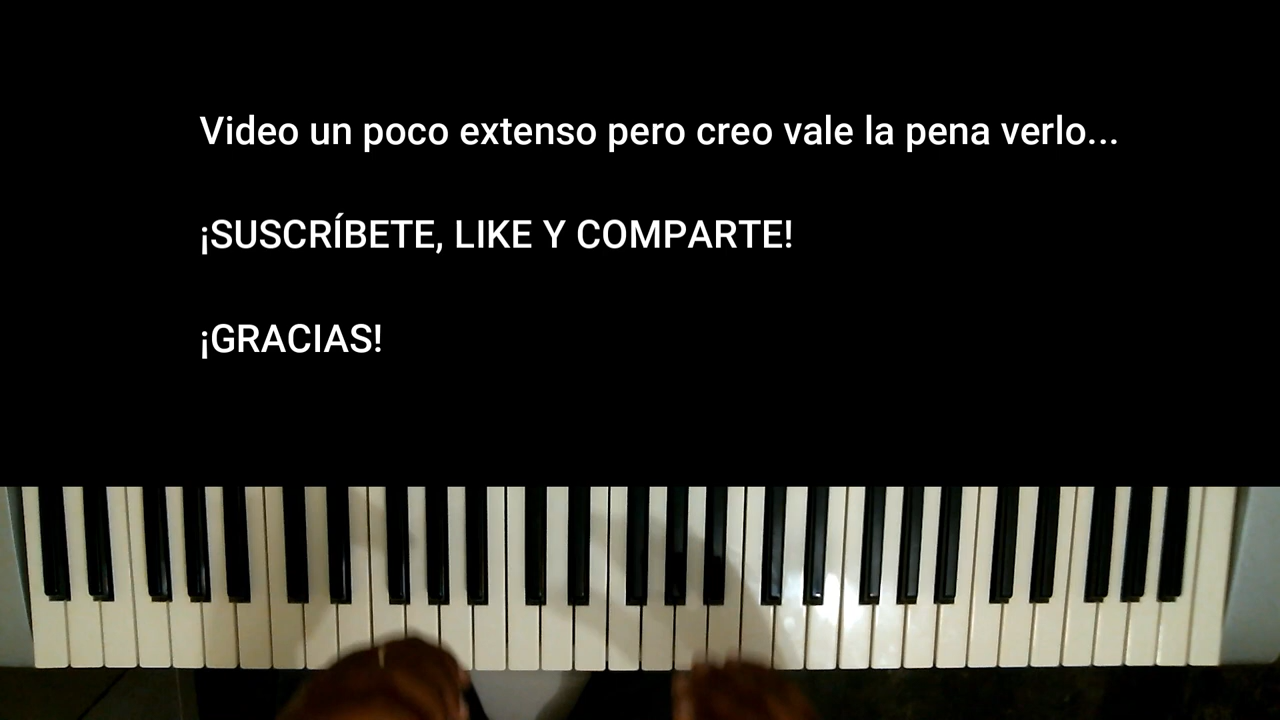 Video un poco extenso pero creo vale la pena verlo...
¡SUSCRÍBETE, LIKE Y COMPARTE!
¡GRACIAS!